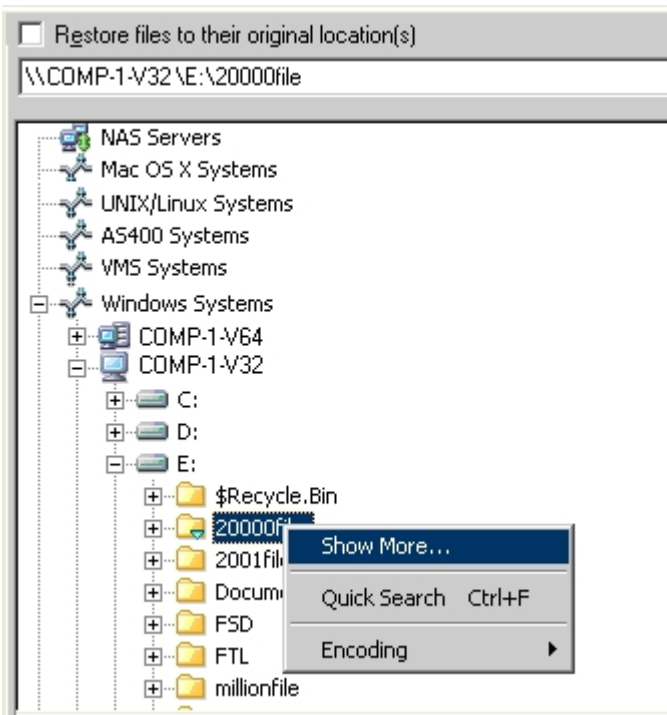 Restore files to their original location(s)
\\COMP-1-V32\E:\20000file
NAS Servers
Mac OS X Systems
UNIX/Linux Systems
AS400 Systems
VMS Systems
Windows Systems
COMP-1-V64
COMP-1-V32
C:
D:
E:
$Recycle.Bin
Show More...
Quick Search Ctrl+F
Encoding
FSD
FTL
millionfile